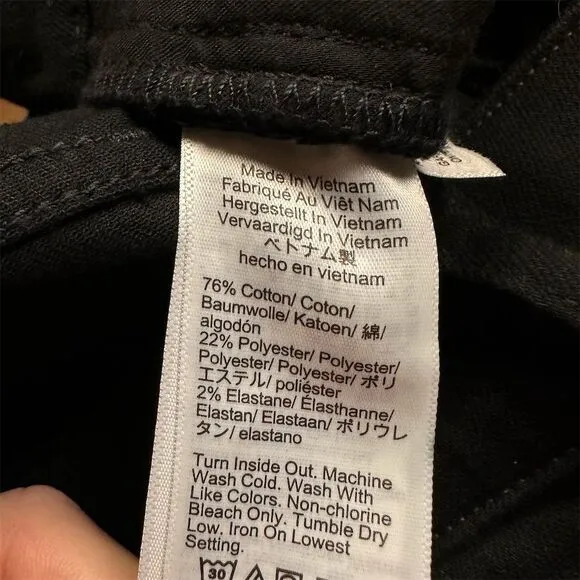 Made In Vietnam
Fabriqué Au Viêt Nam
Hergestellt In Vietnam
Vervaardigd In Vietnam
ベトナム製
hecho en vietnam
76% Cotton/ Coton/
Baumwolle/ Katoen/ 綿/
algodón
22% Polyester/ Polyester/
Polyester/ Polyester/ ポリ
エステル/ poliéster
2% Elastane/ Élasthanne/
Elastan/ Elastaan/ ポリウレ
タン/ elastano
Turn Inside Out. Machine
Wash Cold. Wash With
Like Colors. Non-chlorine
Bleach Only. Tumble Dry
Low. Iron On Lowest
Setting.
30